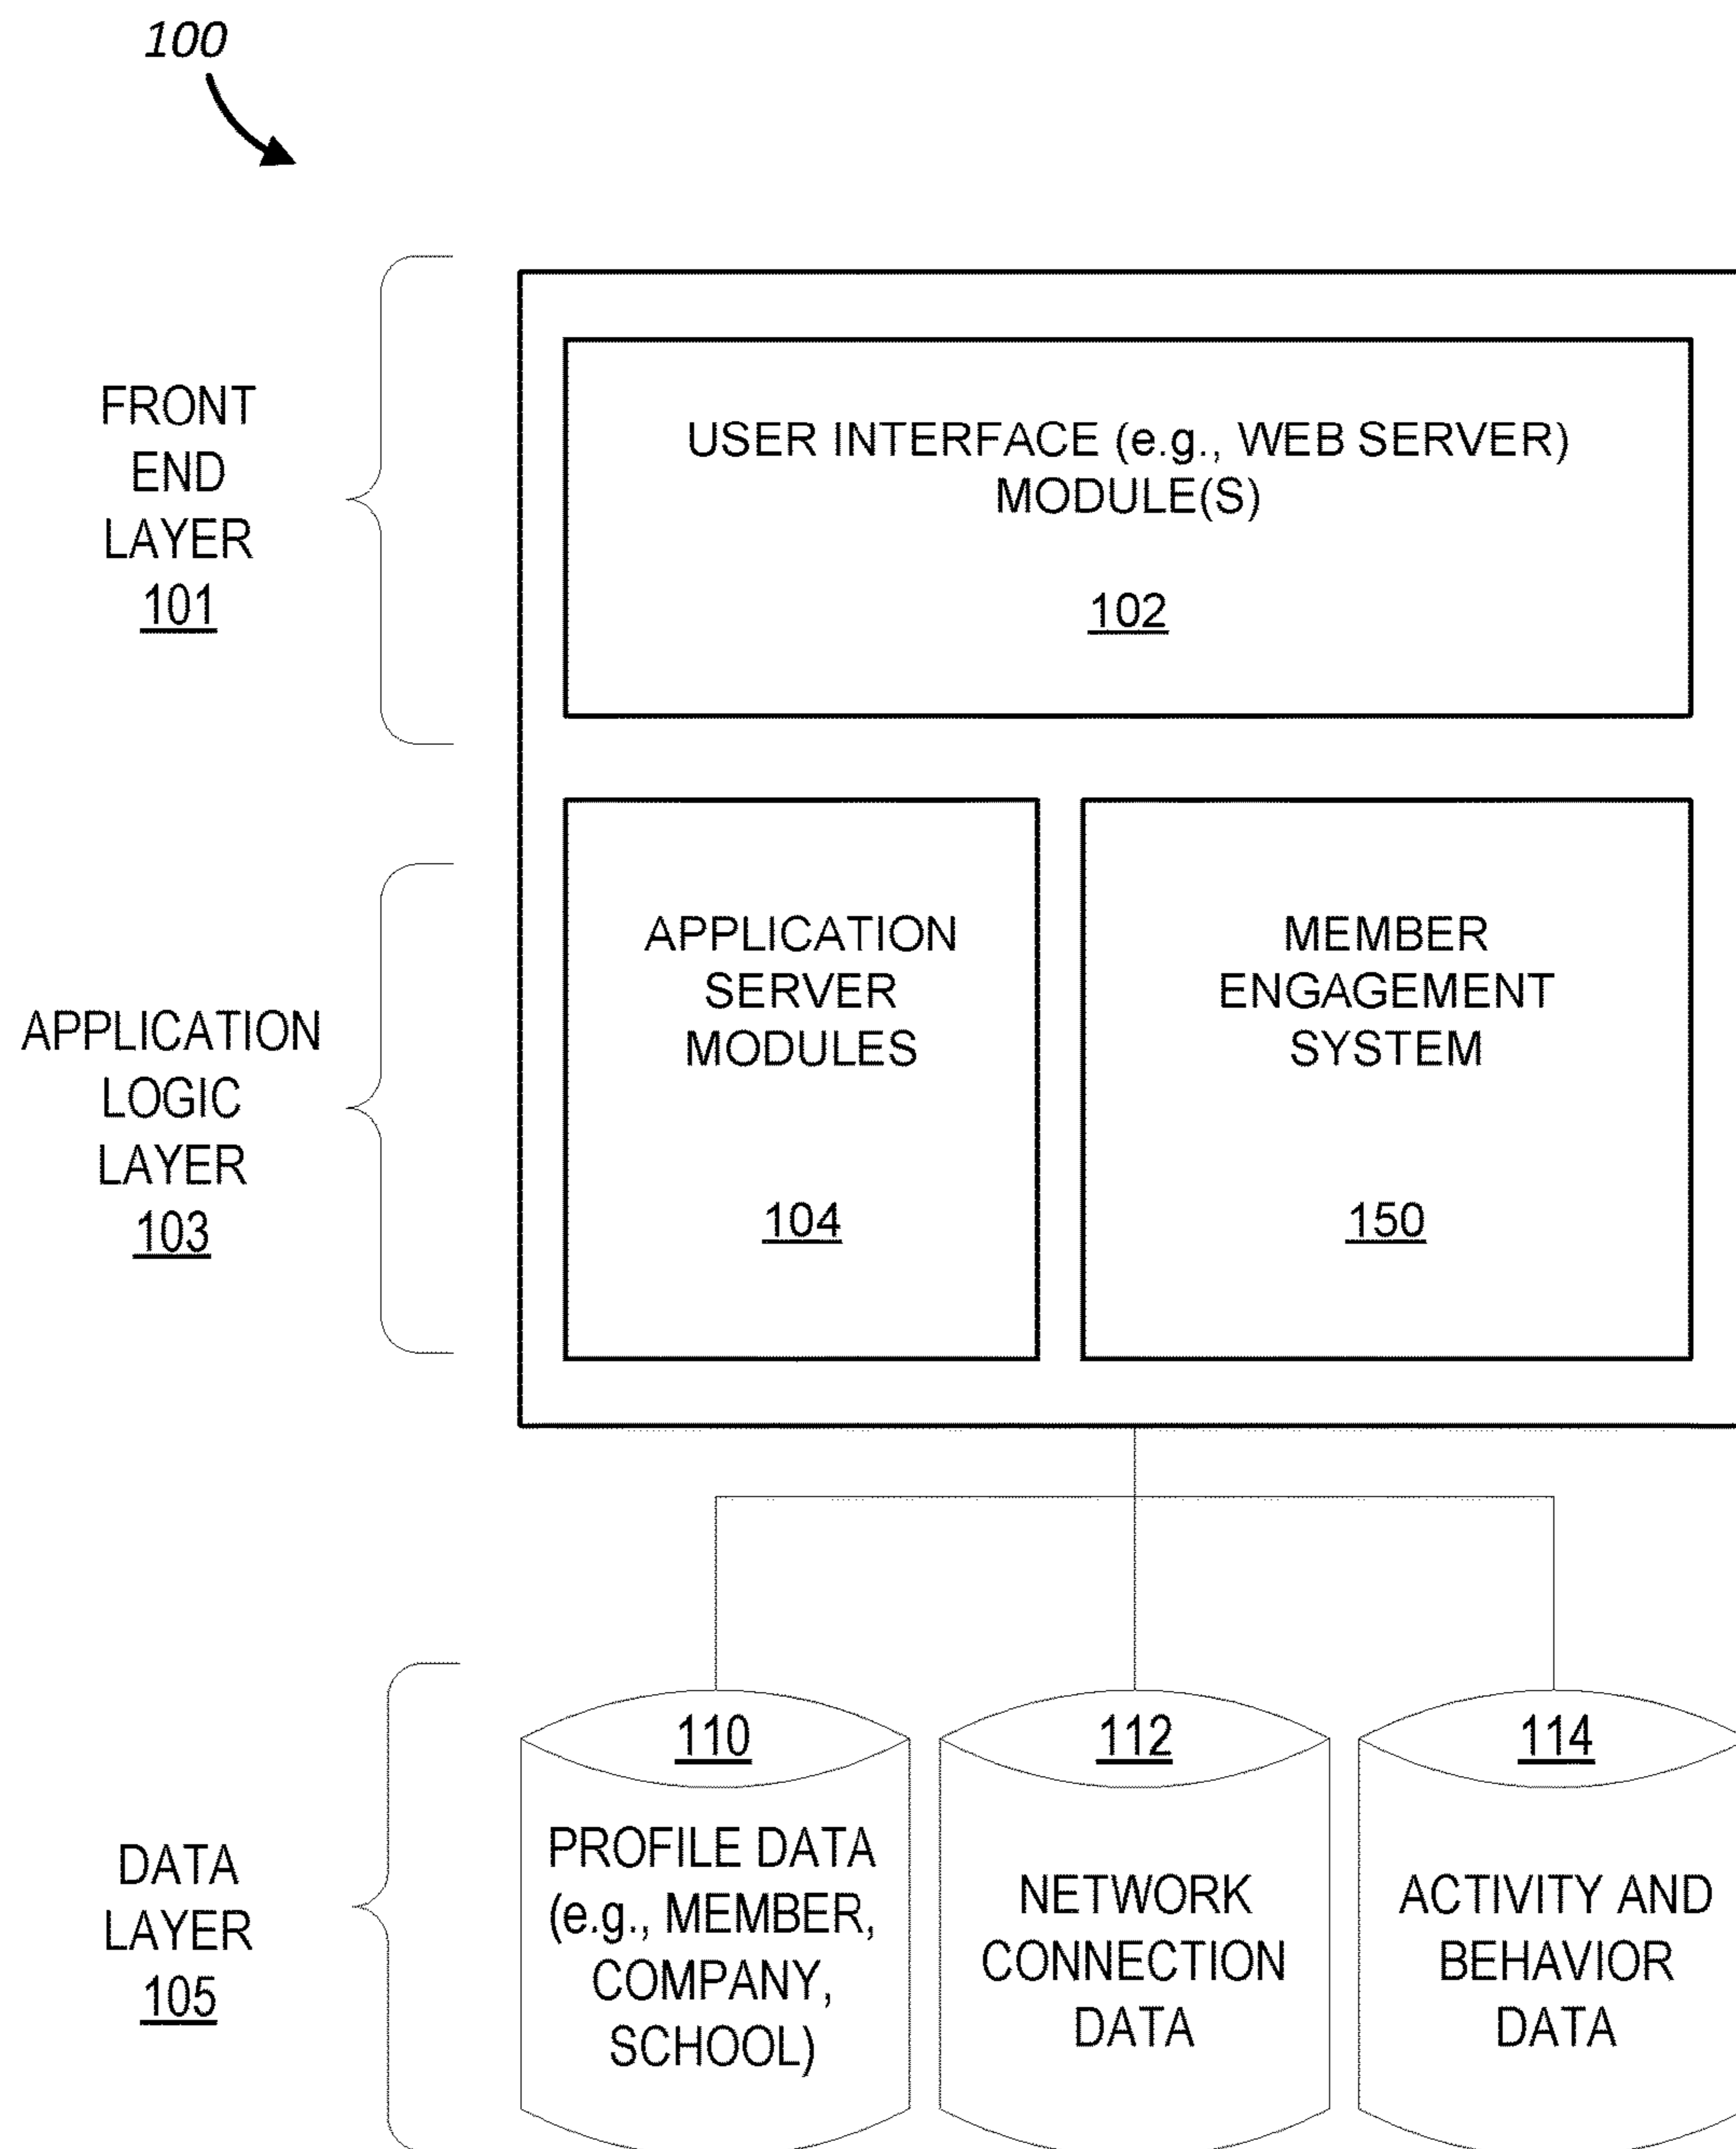 100
FRONT
END
LAYER
101
USER INTERFACE (e.g., WEB SERVER)
MODULE(S)
102
APPLICATION
LOGIC
LAYER
103
APPLICATION
SERVER
MODULES
104
MEMBER
ENGAGEMENT
SYSTEM
150
DATA
LAYER
105
110
PROFILE DATA
(e.g., MEMBER,
COMPANY,
SCHOOL)
112
NETWORK
CONNECTION
DATA
114
ACTIVITY AND
BEHAVIOR
DATA